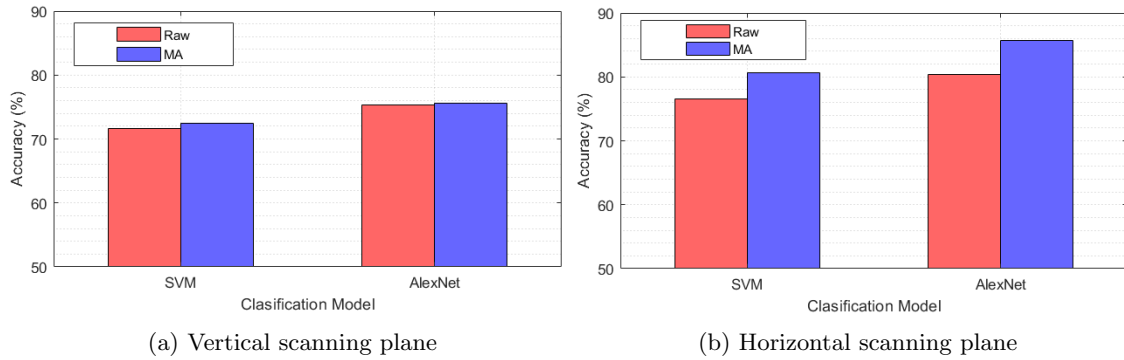 90
80
70
60
50
Accuracy (%)
Raw
MA
SVM
AlexNet
Clasification Model
(a) Vertical scanning plane
90
80
70
60
50
Accuracy (%)
Raw
MA
SVM
AlexNet
Clasification Model
(b) Horizontal scanning plane